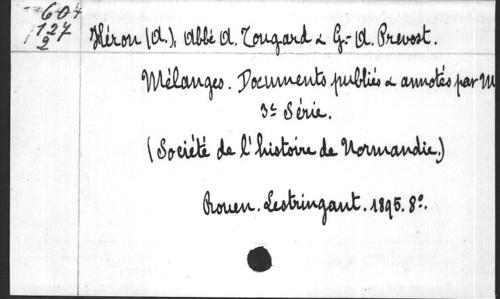 604
127
2
Héron (A.), Abbé A. Tougard & G.-A. Prevost.
Mélanges. Documents publiés & annotés par M
3e Série.
(Société de l'histoire de Normandie.)
Rouen. Lestringant. 1895. 8o.